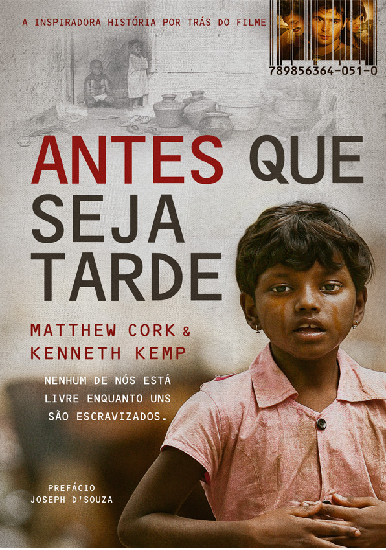 A INSPIRADORA HISTÓRIA POR TRÁS DO FILME
789856364-051-0
ANTES QUE
SEJA
TARDE
MATTHEW CORK &
KENNETH KEMP
NENHUM DE NÓS ESTÁ
LIVRE ENQUANTO UNS
SÃO ESCRAVIZADOS.
PREFÁCIO
JOSEPH D'SOUZA